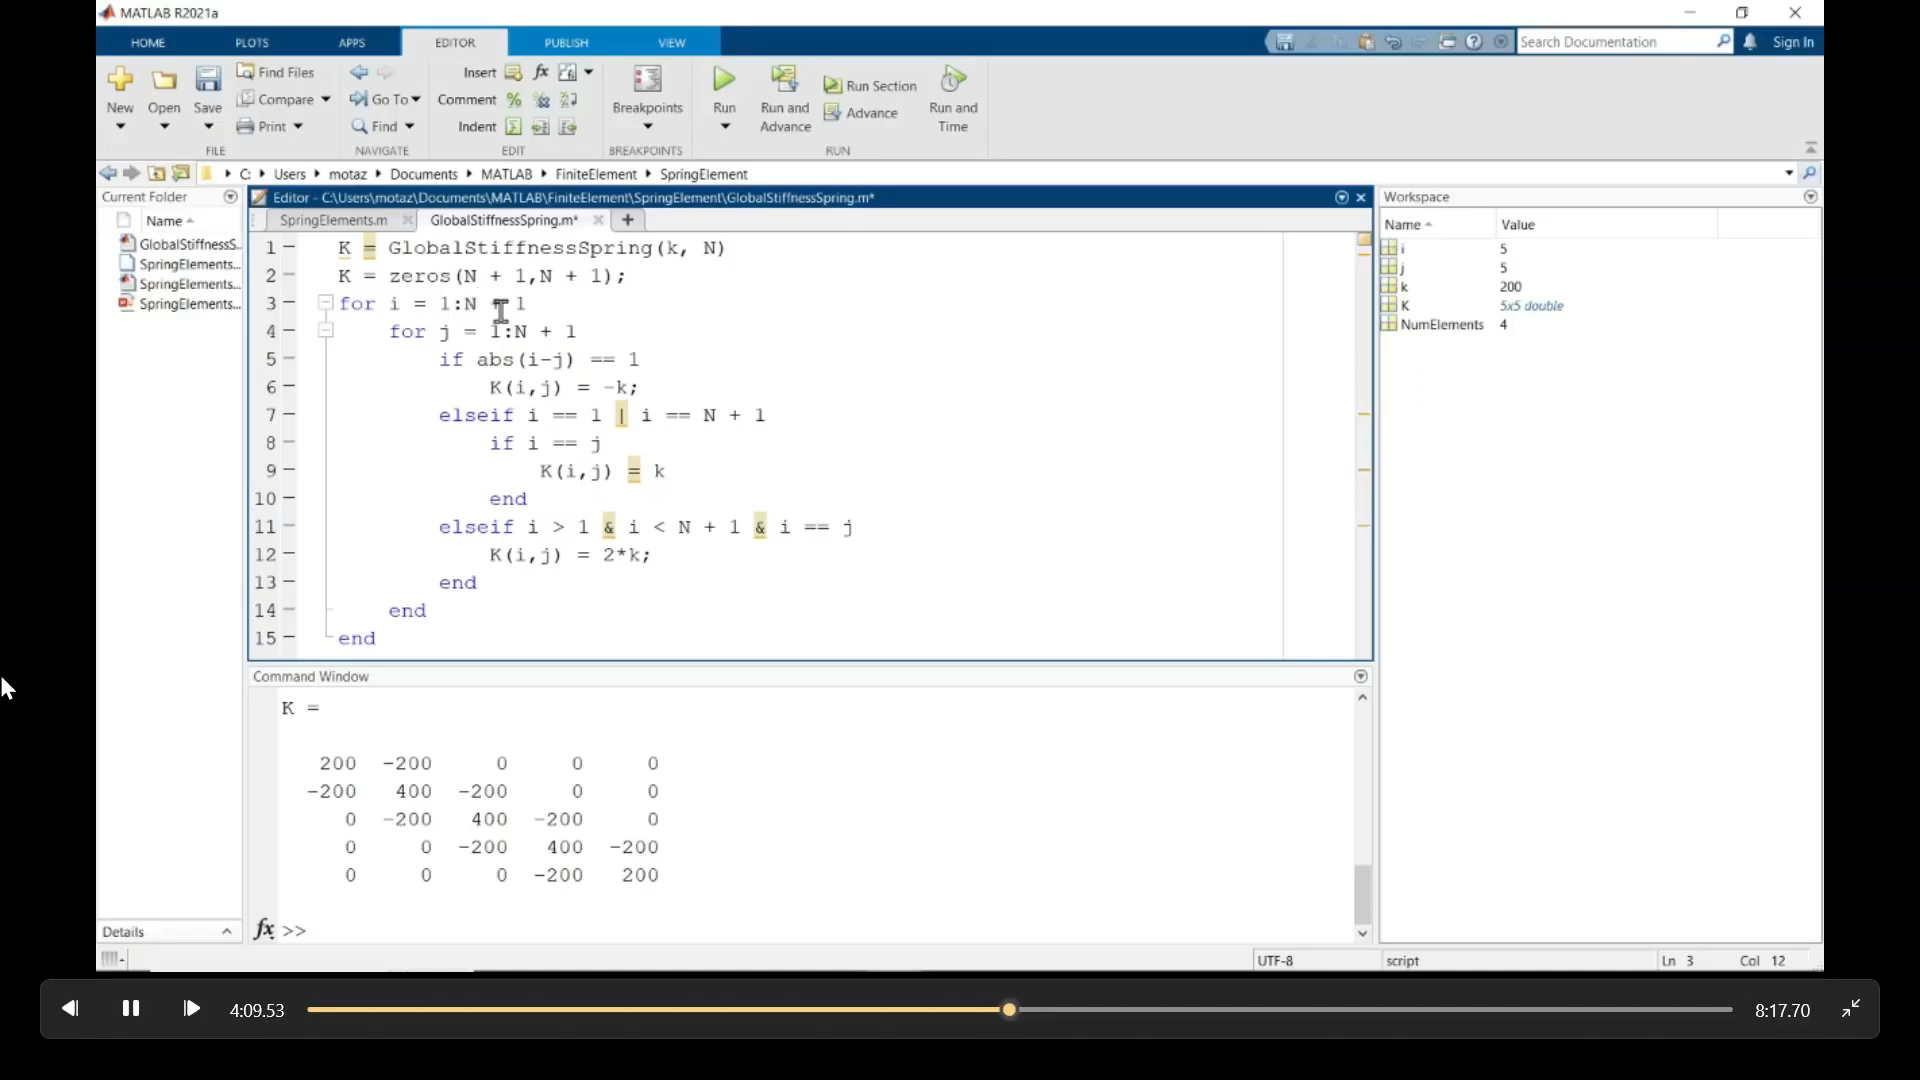 MATLAB R2021a
HOME PLOTS APPS EDITOR PUBLISH VIEW
Search Documentation
Sign In
New Open Save
Find Files
Compare
Print
FILE
Go To
Find
NAVIGATE
Insert
Comment
Indent
EDIT
Breakpoints
BREAKPOINTS
Run
Run and Advance
Run Section
Advance
Run and Time
RUN
C: Users motaz Documents MATLAB FiniteElement SpringElement
Current Folder
Name
GlobalStiffnessS...
SpringElements...
SpringElements...
SpringElements...
Details
Editor - C:\Users\motaz\Documents\MATLAB\FiniteElement\SpringElement\GlobalStiffnessSpring.m*
SpringElements.m GlobalStiffnessSpring.m*
1 K = GlobalStiffnessSpring(k, N)
2 K = zeros(N + 1,N + 1);
3 for i = 1:N + 1
4 for j = 1:N + 1
5 if abs(i-j) == 1
6 K(i,j) = -k;
7 elseif i == 1 | i == N + 1
8 if i == j
9 K(i,j) = k
10 end
11 elseif i > 1 & i < N + 1 & i == j
12 K(i,j) = 2*k;
13 end
14 end
15 end
Command Window
K =
200 -200 0 0 0
-200 400 -200 0 0
0 -200 400 -200 0
0 0 -200 400 -200
0 0 0 -200 200
fx >>
Workspace
Name Value
i 5
j 5
k 200
K 5x5 double
NumElements 4
UTF-8 script Ln 3 Col 12
4:09.53 8:17.70